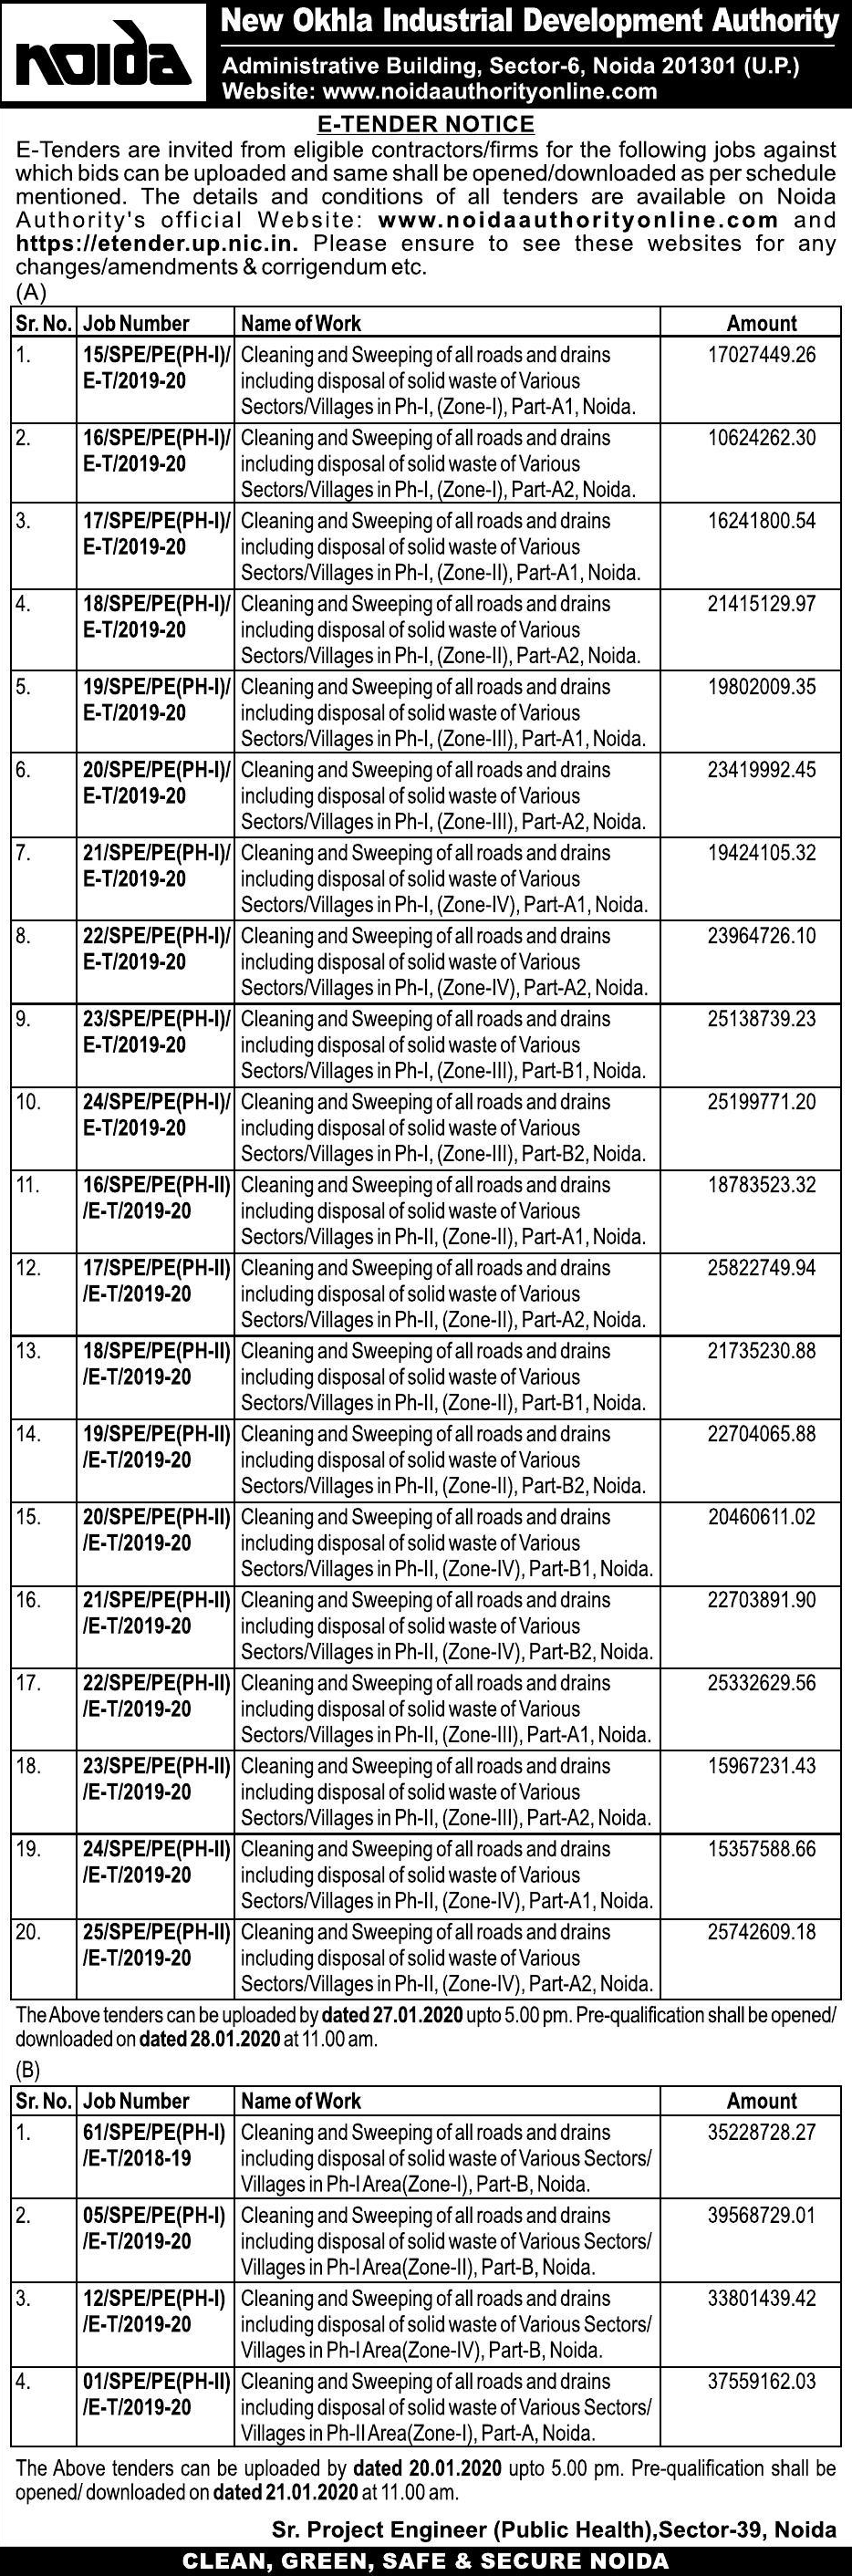 noida
New Okhla Industrial Development Authority
Administrative Building, Sector-6, Noida 201301 (U.P.)
Website: www.noidaauthorityonline.com
E-TENDER NOTICE
E-Tenders are invited from eligible contractors/firms for the following jobs against
which bids can be uploaded and same shall be opened/downloaded as per schedule
mentioned. The details and conditions of all tenders are available on Noida
Authority's official Website: www.noidaauthorityonline.com and
https://etender.up.nic.in. Please ensure to see these websites for any
changes/amendments & corrigendum etc.
(A)
Sr. No. Job Number Name of Work Amount
1. 15/SPE/PE(PH-I)/ Cleaning and Sweeping of all roads and drains 17027449.26
E-T/2019-20 including disposal of solid waste of Various
Sectors/Villages in Ph-I, (Zone-I), Part-A1, Noida.
2. 16/SPE/PE(PH-I)/ Cleaning and Sweeping of all roads and drains 10624262.30
E-T/2019-20 including disposal of solid waste of Various
Sectors/Villages in Ph-I, (Zone-I), Part-A2, Noida.
3. 17/SPE/PE(PH-I)/ Cleaning and Sweeping of all roads and drains 16241800.54
E-T/2019-20 including disposal of solid waste of Various
Sectors/Villages in Ph-I, (Zone-II), Part-A1, Noida.
4. 18/SPE/PE(PH-I)/ Cleaning and Sweeping of all roads and drains 21415129.97
E-T/2019-20 including disposal of solid waste of Various
Sectors/Villages in Ph-I, (Zone-II), Part-A2, Noida.
5. 19/SPE/PE(PH-I)/ Cleaning and Sweeping of all roads and drains 19802009.35
E-T/2019-20 including disposal of solid waste of Various
Sectors/Villages in Ph-I, (Zone-III), Part-A1, Noida.
6. 20/SPE/PE(PH-I)/ Cleaning and Sweeping of all roads and drains 23419992.45
E-T/2019-20 including disposal of solid waste of Various
Sectors/Villages in Ph-I, (Zone-III), Part-A2, Noida.
7. 21/SPE/PE(PH-I)/ Cleaning and Sweeping of all roads and drains 19424105.32
E-T/2019-20 including disposal of solid waste of Various
Sectors/Villages in Ph-I, (Zone-IV), Part-A1, Noida.
8. 22/SPE/PE(PH-I)/ Cleaning and Sweeping of all roads and drains 23964726.10
E-T/2019-20 including disposal of solid waste of Various
Sectors/Villages in Ph-I, (Zone-IV), Part-A2, Noida.
9. 23/SPE/PE(PH-I)/ Cleaning and Sweeping of all roads and drains 25138739.23
E-T/2019-20 including disposal of solid waste of Various
Sectors/Villages in Ph-I, (Zone-III), Part-B1, Noida.
10. 24/SPE/PE(PH-I)/ Cleaning and Sweeping of all roads and drains 25199771.20
E-T/2019-20 including disposal of solid waste of Various
Sectors/Villages in Ph-I, (Zone-III), Part-B2, Noida.
11. 16/SPE/PE(PH-II) Cleaning and Sweeping of all roads and drains 18783523.32
/E-T/2019-20 including disposal of solid waste of Various
Sectors/Villages in Ph-II, (Zone-II), Part-A1, Noida.
12. 17/SPE/PE(PH-II) Cleaning and Sweeping of all roads and drains 25822749.94
/E-T/2019-20 including disposal of solid waste of Various
Sectors/Villages in Ph-II, (Zone-II), Part-A2, Noida.
13. 18/SPE/PE(PH-II) Cleaning and Sweeping of all roads and drains 21735230.88
/E-T/2019-20 including disposal of solid waste of Various
Sectors/Villages in Ph-II, (Zone-II), Part-B1, Noida.
14. 19/SPE/PE(PH-II) Cleaning and Sweeping of all roads and drains 22704065.88
/E-T/2019-20 including disposal of solid waste of Various
Sectors/Villages in Ph-II, (Zone-II), Part-B2, Noida.
15. 20/SPE/PE(PH-II) Cleaning and Sweeping of all roads and drains 20460611.02
/E-T/2019-20 including disposal of solid waste of Various
Sectors/Villages in Ph-II, (Zone-IV), Part-B1, Noida.
16. 21/SPE/PE(PH-II) Cleaning and Sweeping of all roads and drains 22703891.90
/E-T/2019-20 including disposal of solid waste of Various
Sectors/Villages in Ph-II, (Zone-IV), Part-B2, Noida.
17. 22/SPE/PE(PH-II) Cleaning and Sweeping of all roads and drains 25332629.56
/E-T/2019-20 including disposal of solid waste of Various
Sectors/Villages in Ph-II, (Zone-III), Part-A1, Noida.
18. 23/SPE/PE(PH-II) Cleaning and Sweeping of all roads and drains 15967231.43
/E-T/2019-20 including disposal of solid waste of Various
Sectors/Villages in Ph-II, (Zone-III), Part-A2, Noida.
19. 24/SPE/PE(PH-II) Cleaning and Sweeping of all roads and drains 15357588.66
/E-T/2019-20 including disposal of solid waste of Various
Sectors/Villages in Ph-II, (Zone-IV), Part-A1, Noida.
20. 25/SPE/PE(PH-II) Cleaning and Sweeping of all roads and drains 25742609.18
/E-T/2019-20 including disposal of solid waste of Various
Sectors/Villages in Ph-II, (Zone-IV), Part-A2, Noida.
The Above tenders can be uploaded by dated 27.01.2020 upto 5.00 pm. Pre-qualification shall be opened/
downloaded on dated 28.01.2020 at 11.00 am.
(B)
Sr. No. Job Number Name of Work Amount
1. 61/SPE/PE(PH-I) Cleaning and Sweeping of all roads and drains 35228728.27
/E-T/2018-19 including disposal of solid waste of Various Sectors/
Villages in Ph-I Area(Zone-I), Part-B, Noida.
2. 05/SPE/PE(PH-I) Cleaning and Sweeping of all roads and drains 39568729.01
/E-T/2019-20 including disposal of solid waste of Various Sectors/
Villages in Ph-I Area(Zone-II), Part-B, Noida.
3. 12/SPE/PE(PH-I) Cleaning and Sweeping of all roads and drains 33801439.42
/E-T/2019-20 including disposal of solid waste of Various Sectors/
Villages in Ph-I Area(Zone-IV), Part-B, Noida.
4. 01/SPE/PE(PH-II) Cleaning and Sweeping of all roads and drains 37559162.03
/E-T/2019-20 including disposal of solid waste of Various Sectors/
Villages in Ph-II Area(Zone-I), Part-A, Noida.
The Above tenders can be uploaded by dated 20.01.2020 upto 5.00 pm. Pre-qualification shall be
opened/ downloaded on dated 21.01.2020 at 11.00 am.
Sr. Project Engineer (Public Health),Sector-39, Noida
CLEAN, GREEN, SAFE & SECURE NOIDA